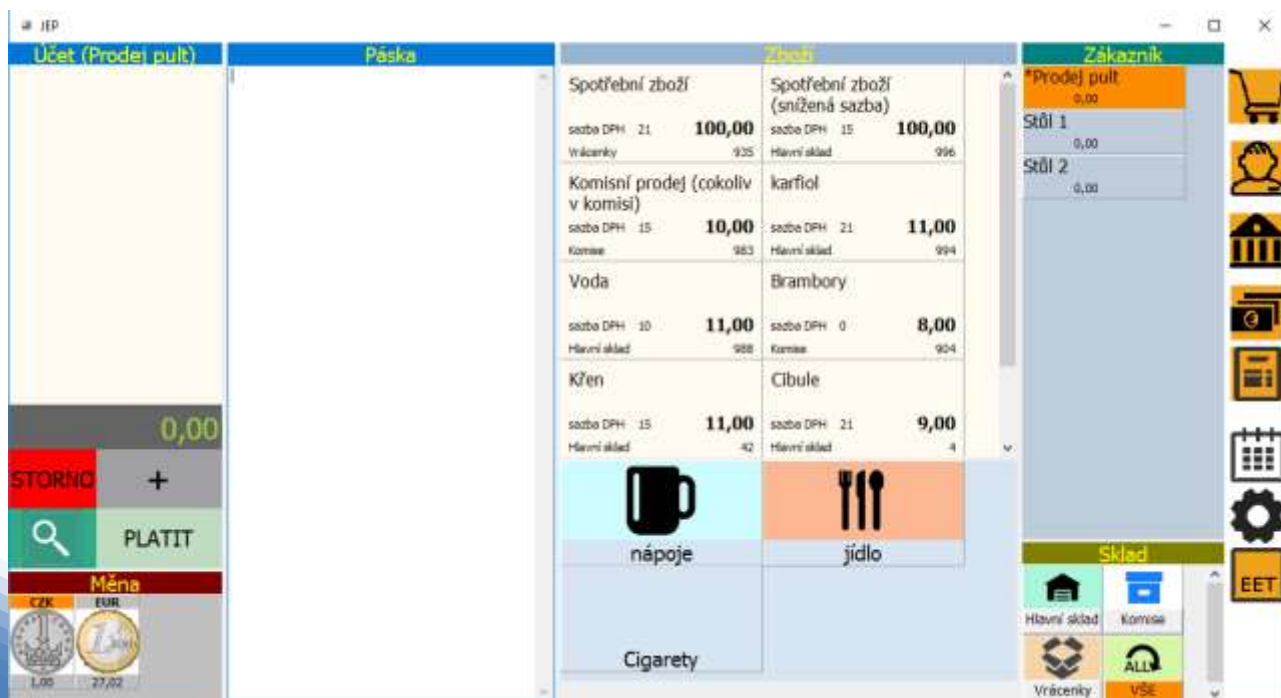 JEP
Účet (Prodej pult)
Páska
Zboží
Zákazník
Spotřební zboží
sazba DPH 21 100,00
Vrácenky 935
Spotřební zboží
(snížená sazba)
sazba DPH 15 100,00
Hlavní sklad 996
Komisní prodej (cokoliv
v komisi)
sazba DPH 15 10,00
Komise 983
karfiol
sazba DPH 21 11,00
Hlavní sklad 994
Voda
sazba DPH 10 11,00
Hlavní sklad 988
Brambory
sazba DPH 0 8,00
Komise 904
Křen
sazba DPH 15 11,00
Hlavní sklad 42
Cibule
sazba DPH 21 9,00
Hlavní sklad 4
nápoje
jídlo
Cigarety
*Prodej pult
0,00
Stůl 1
0,00
Stůl 2
0,00
0,00
STORNO +
PLATIT
Měna
CZK EUR
1,00 27,02
Sklad
Hlavní sklad Komise
ALL
Vrácenky VŠE
EET